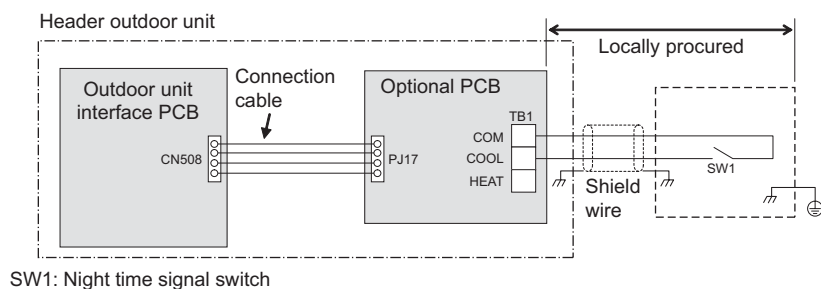 Header outdoor unit
Locally procured
Outdoor unit
interface PCB
Connection
cable
Optional PCB
TB1
COM
COOL
HEAT
CN508
PJ17
SW1
Shield
wire
SW1: Night time signal switch